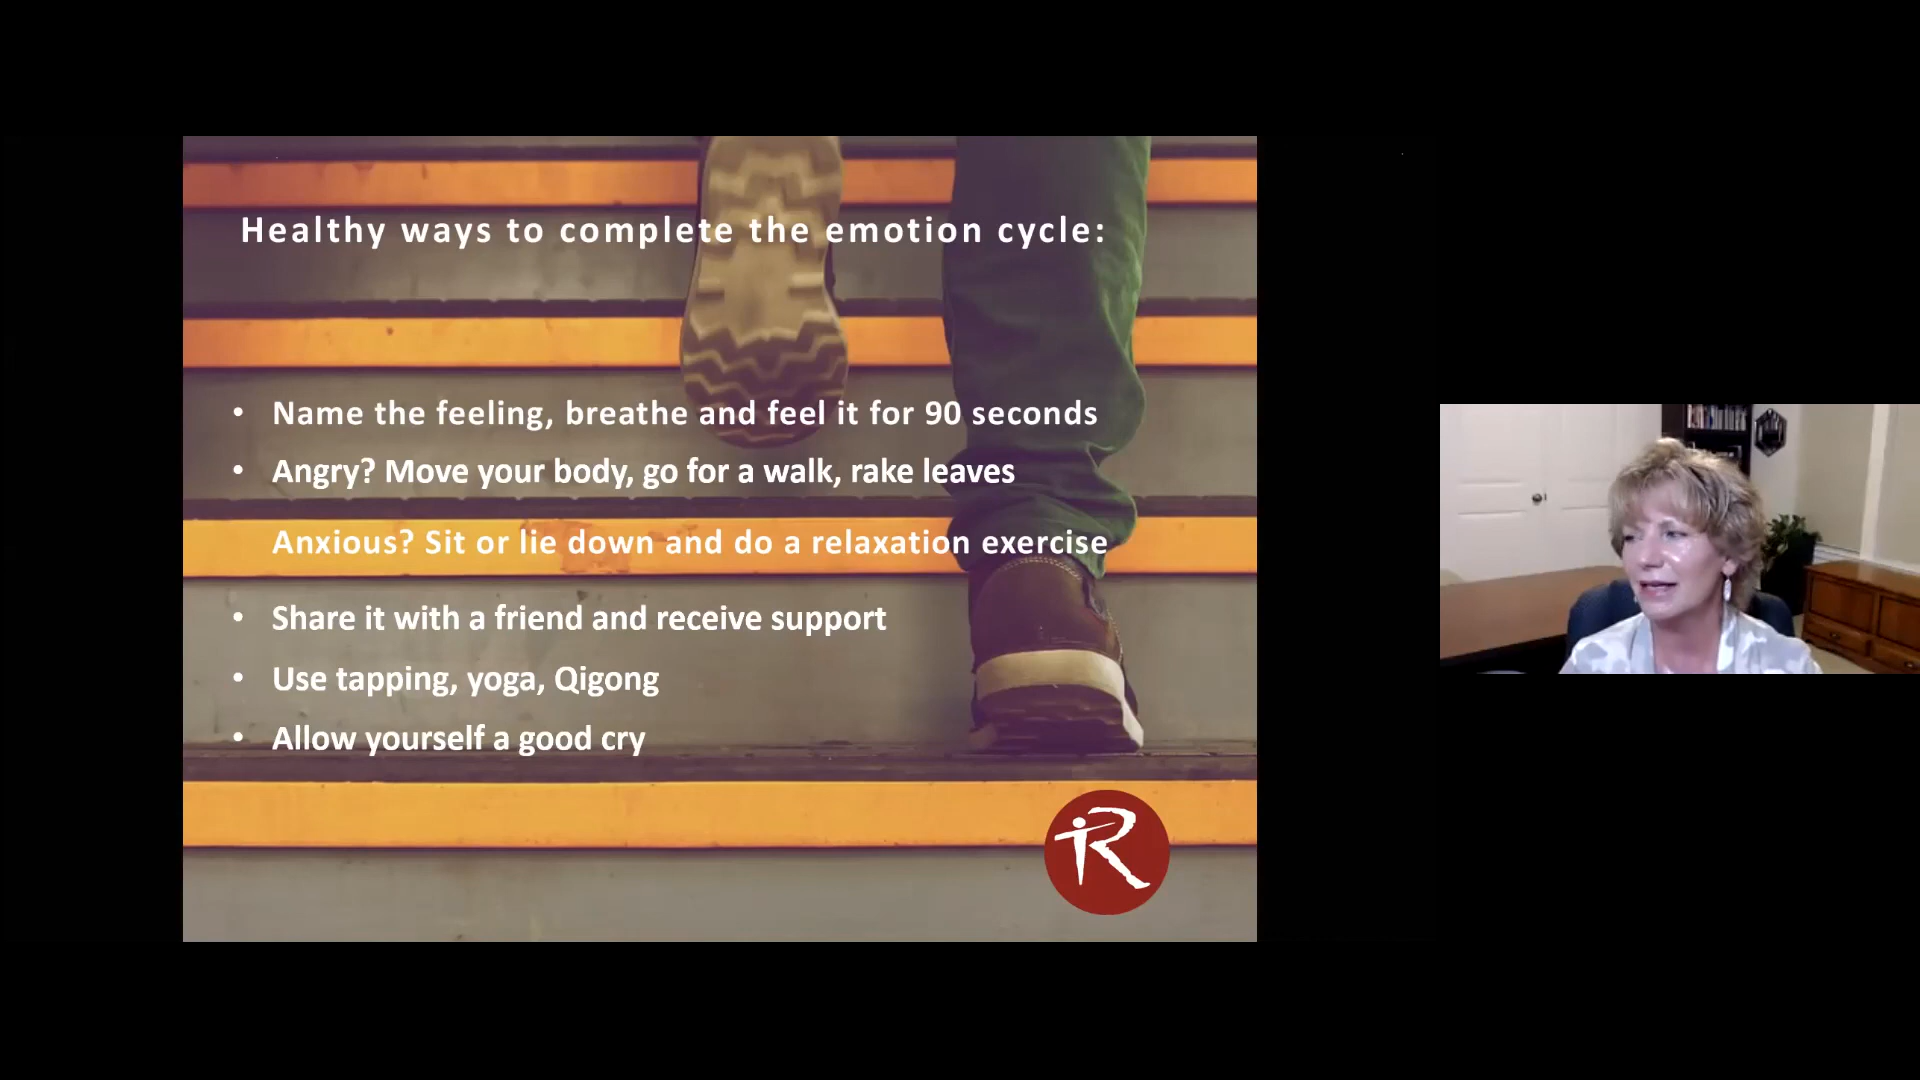 Healthy ways to complete the emotion cycle:
• Name the feeling, breathe and feel it for 90 seconds
• Angry? Move your body, go for a walk, rake leaves
Anxious? Sit or lie down and do a relaxation exercise
• Share it with a friend and receive support
• Use tapping, yoga, Qigong
• Allow yourself a good cry
R